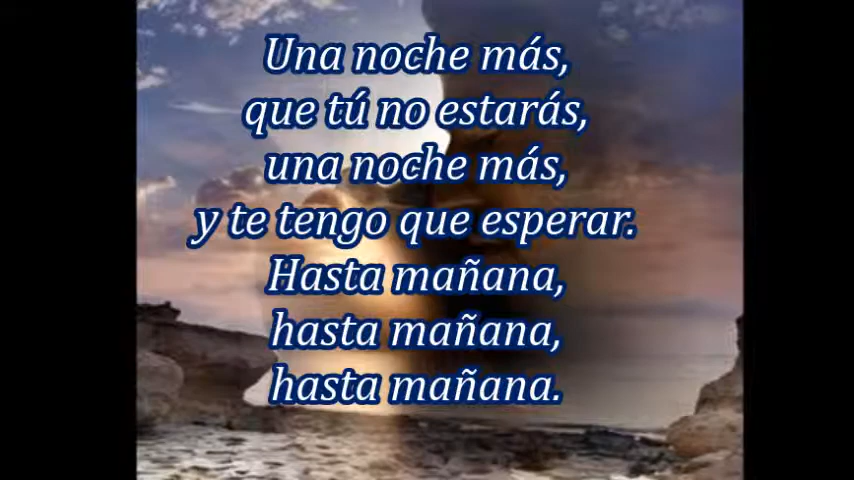 Una noche más,
que tú no estarás,
una noche más,
y te tengo que esperar.
Hasta mañana,
hasta mañana,
hasta mañana.